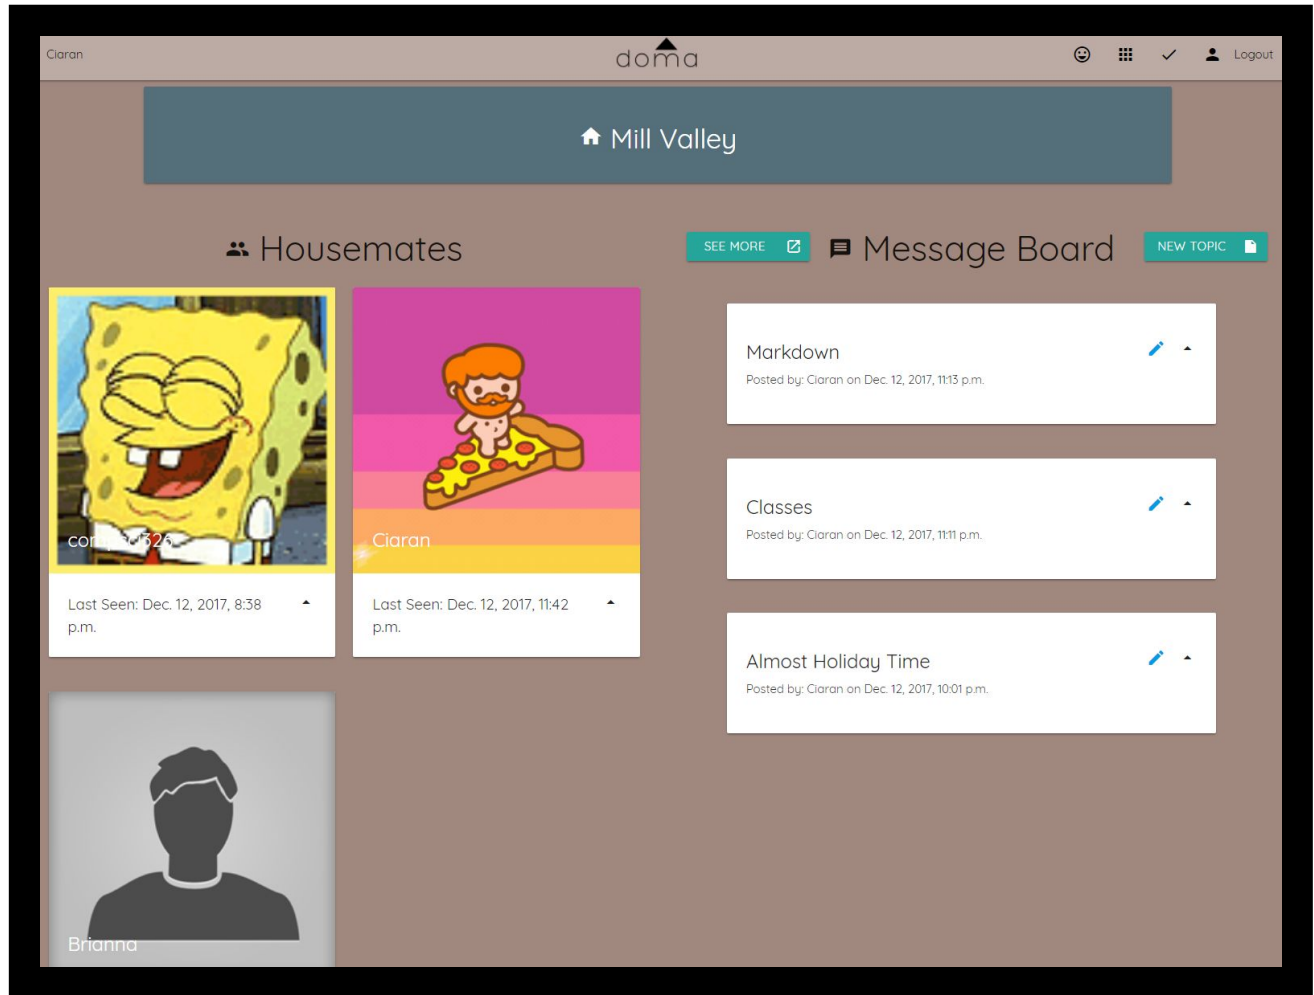 Ciaran
doma
Logout
Mill Valley
Housemates
compsci326
Last Seen: Dec. 12, 2017, 8:38
p.m.
Ciaran
Last Seen: Dec. 12, 2017, 11:42
p.m.
Brianna
SEE MORE
Message Board
NEW TOPIC
Markdown
Posted by: Ciaran on Dec. 12, 2017, 11:13 p.m.
Classes
Posted by: Ciaran on Dec. 12, 2017, 11:11 p.m.
Almost Holiday Time
Posted by: Ciaran on Dec. 12, 2017, 10:01 p.m.